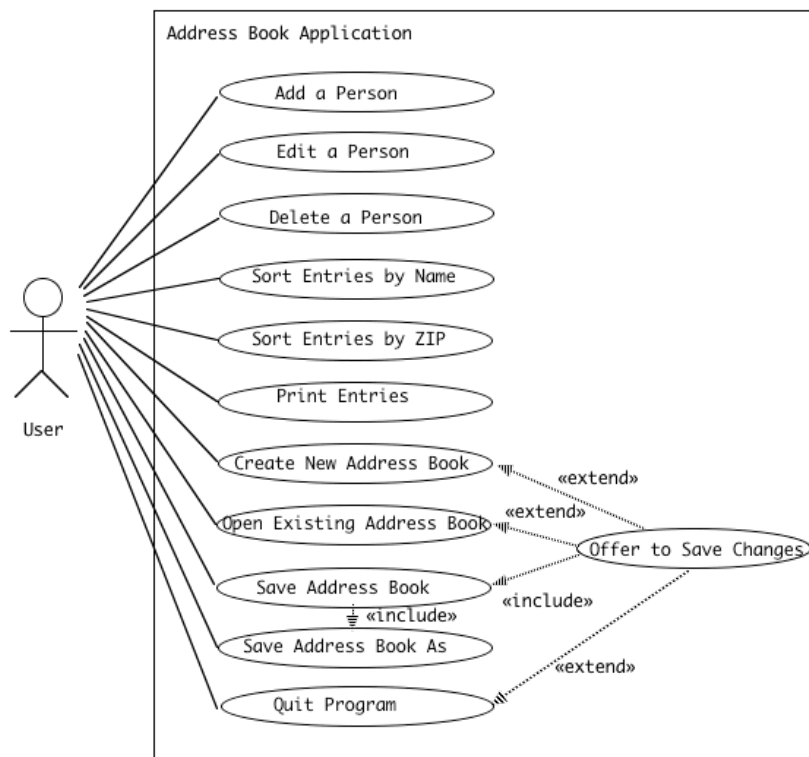 Address Book Application
Add a Person
Edit a Person
Delete a Person
Sort Entries by Name
Sort Entries by ZIP
Print Entries
User
Create New Address Book
«extend»
«extend»
Open Existing Address Book
Offer to Save Changes
Save Address Book
«include»
«include»
Save Address Book As
«extend»
Quit Program